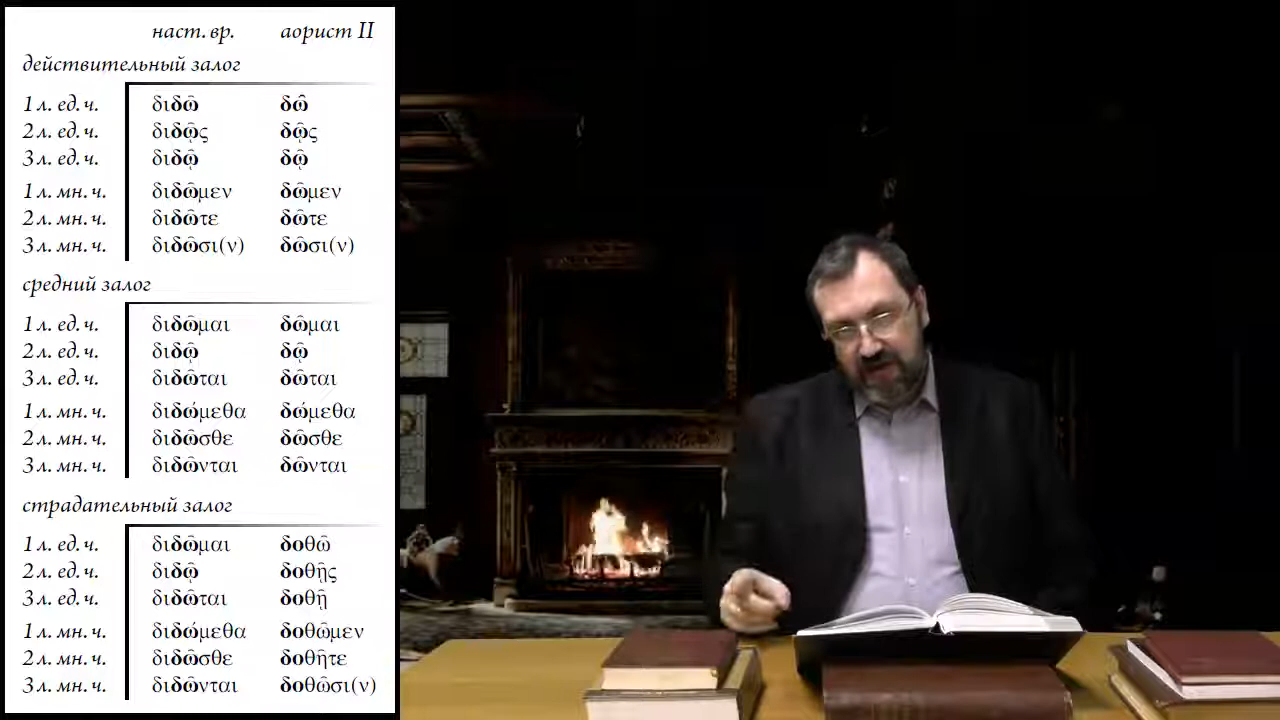 наст. вр. аорист II
действительный залог
1 л. ед. ч. διδῶ δῶ
2 л. ед. ч. διδῷς δῷς
3 л. ед. ч. διδῷ δῷ
1 л. мн. ч. διδῶμεν δῶμεν
2 л. мн. ч. διδῶτε δῶτε
3 л. мн. ч. διδῶσι(ν) δῶσι(ν)
средний залог
1 л. ед. ч. διδῶμαι δῶμαι
2 л. ед. ч. διδῷ δῷ
3 л. ед. ч. διδῶται δῶται
1 л. мн. ч. διδώμεθα δώμεθα
2 л. мн. ч. διδῶσθε δῶσθε
3 л. мн. ч. διδῶνται δῶνται
страдательный залог
1 л. ед. ч. διδῶμαι δοθῶ
2 л. ед. ч. διδῷ δοθῇς
3 л. ед. ч. διδῶται δοθῇ
1 л. мн. ч. διδώμεθα δοθῶμεν
2 л. мн. ч. διδῶσθε δοθῆτε
3 л. мн. ч. διδῶνται δοθῶσι(ν)